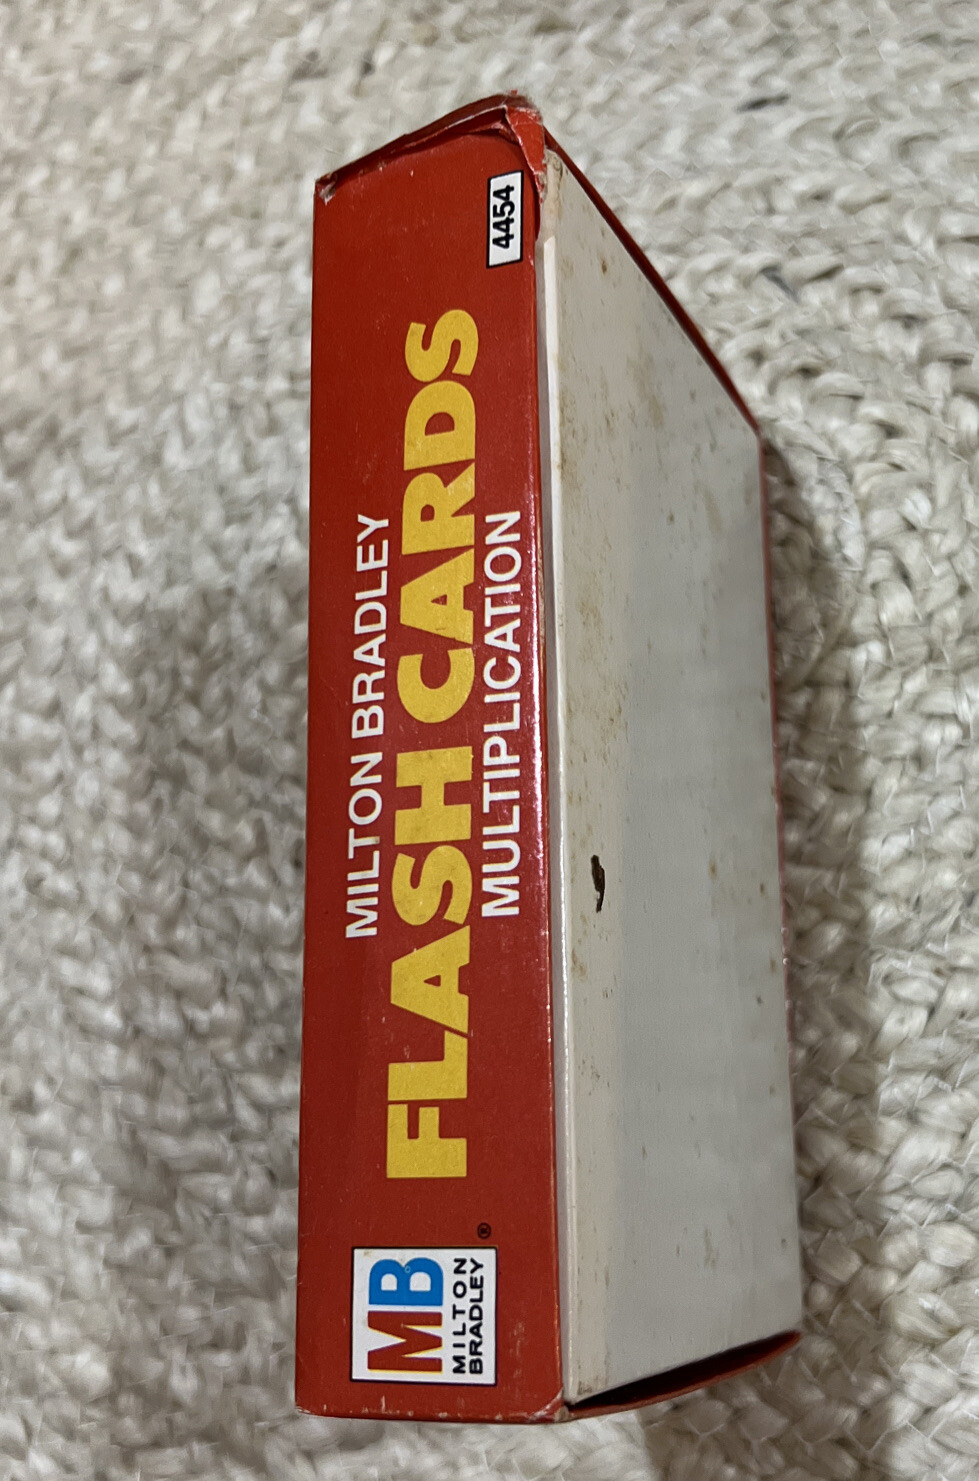 MILTON BRADLEY
FLASH CARDS
MULTIPLICATION
4454
MB
MILTON
BRADLEY
®